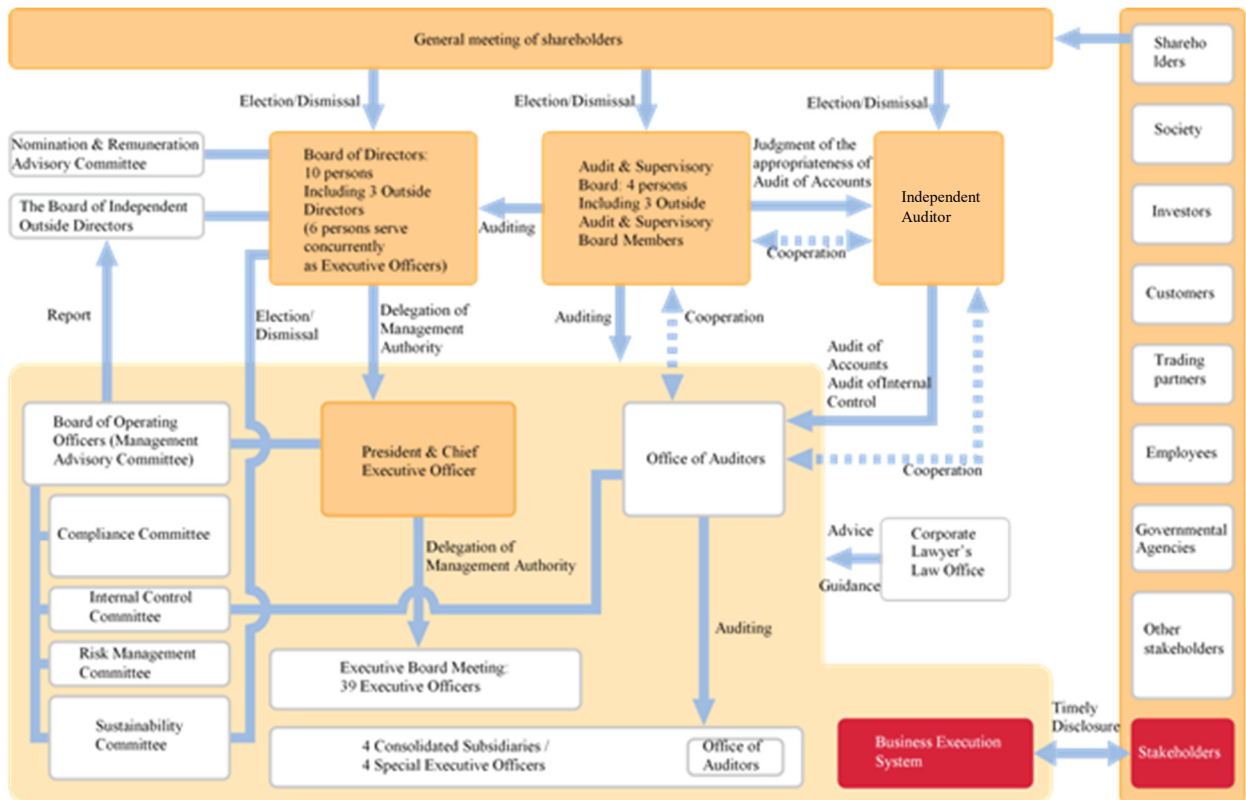 General meeting of shareholders
Shareho
lders
Election/Dismissal
Election/Dismissal
Election/Dismissal
Nomination & Remuneration
Advisory Committee
The Board of Independent
Outside Directors
Board of Directors:
10 persons
Including 3 Outside
Directors
(6 persons serve
concurrently
as Executive Officers)
Auditing
Audit & Supervisory
Board: 4 persons
Including 3 Outside
Audit & Supervisory
Board Members
Judgment of the
appropriateness of
Audit of Accounts
Cooperation
Independent
Auditor
Society
Investors
Customers
Trading
partners
Employees
Governmental
Agencies
Other
stakeholders
Report
Election/
Dismissal
Delegation of
Management
Authority
Auditing
Cooperation
Audit of
Accounts
Audit ofInternal
Control
Board of Operating
Officers (Management
Advisory Committee)
President & Chief
Executive Officer
Office of Auditors
Cooperation
Compliance Committee
Delegation of
Management Authority
Advice
Guidance
Corporate
Lawyer's
Law Office
Internal Control
Committee
Auditing
Risk Management
Committee
Executive Board Meeting:
39 Executive Officers
Sustainability
Committee
4 Consolidated Subsidiaries /
4 Special Executive Officers
Office of
Auditors
Business Execution
System
Timely
Disclosure
Stakeholders